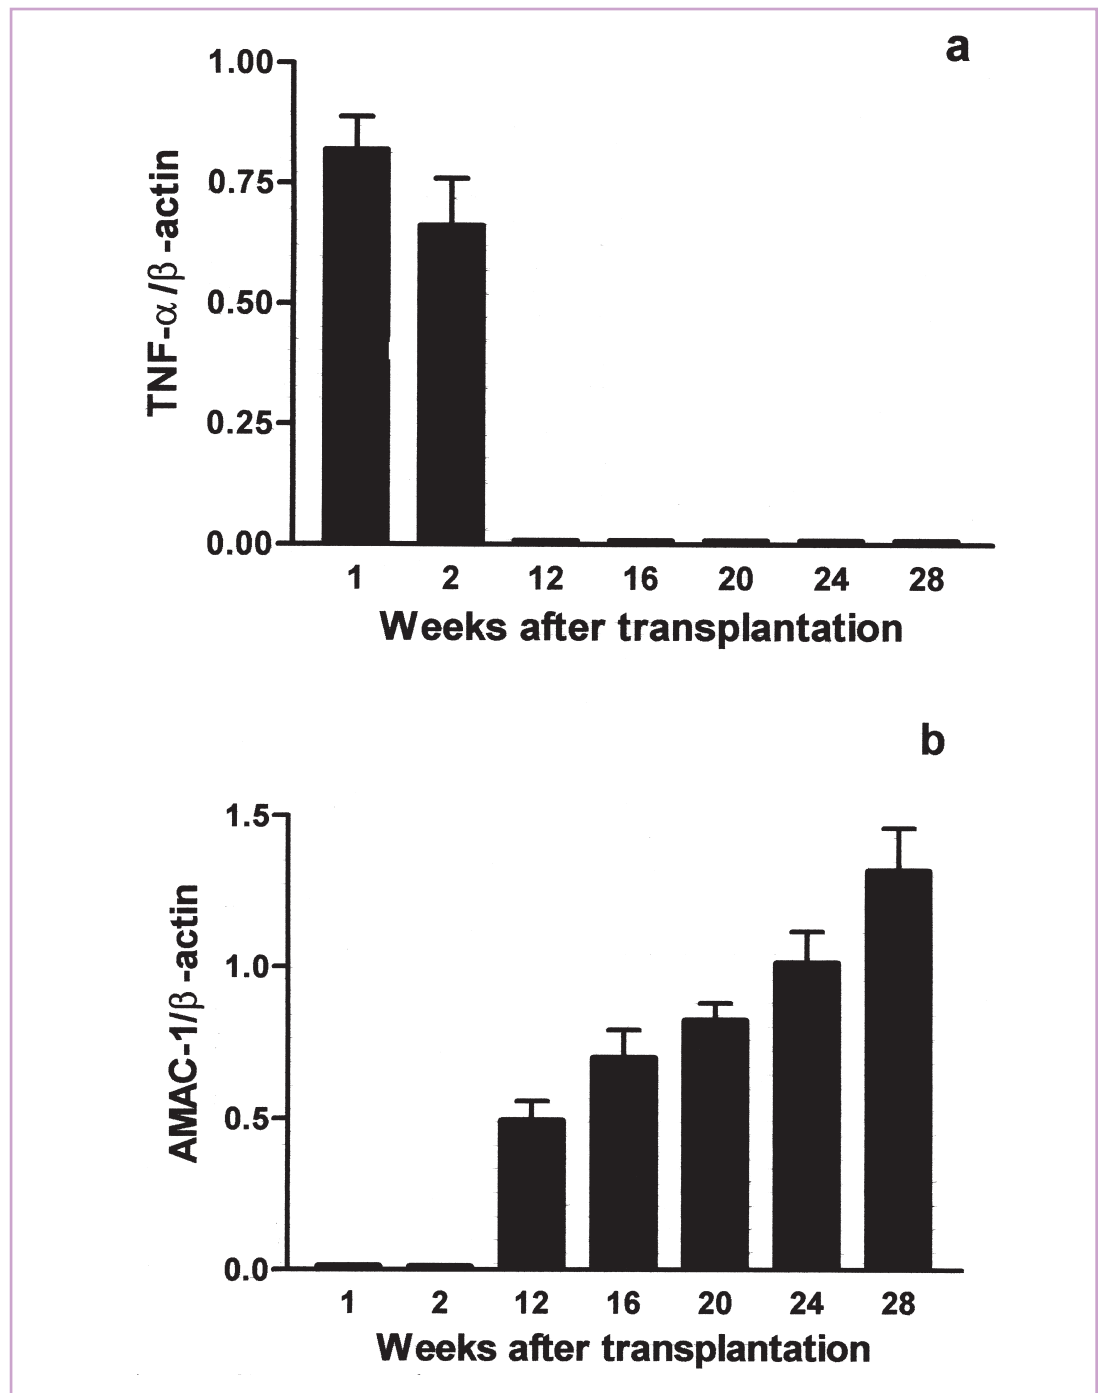 a
1.00
0.75
0.50
0.25
0.00
TNF-α/β-actin
1 2 12 16 20 24 28
Weeks after transplantation
b
1.5
1.0
0.5
0.0
AMAC-1/β-actin
1 2 12 16 20 24 28
Weeks after transplantation